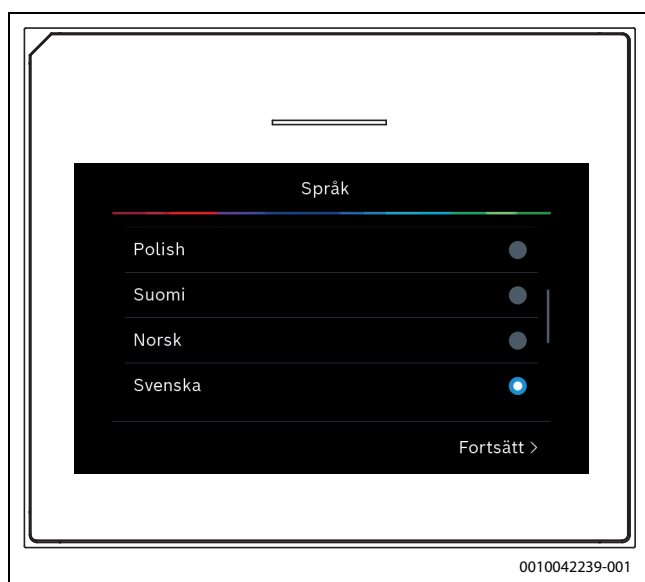 Språk
Polish
Suomi
Norsk
Svenska
Fortsätt >
0010042239-001